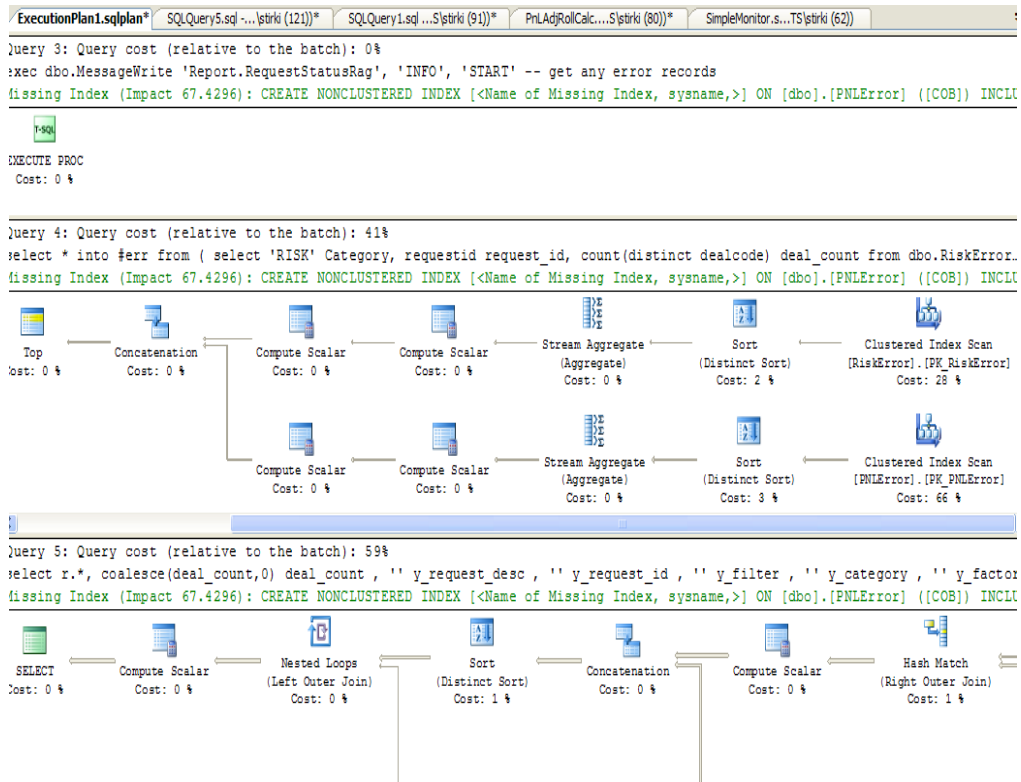 ExecutionPlan1.sqlplan* SQLQuery5.sql -...\stirki (121))* SQLQuery1.sql ...S\stirki (91))* PnLAdjRollCalc....S\stirki (80))* SimpleMonitor.s...TS\stirki (62))
Query 3: Query cost (relative to the batch): 0%
exec dbo.MessageWrite 'Report.RequestStatusRag', 'INFO', 'START' -- get any error records
Missing Index (Impact 67.4296): CREATE NONCLUSTERED INDEX [<Name of Missing Index, sysname,>] ON [dbo].[PNLError] ([COB]) INCLU
T-SQL
EXECUTE PROC
Cost: 0 %
Query 4: Query cost (relative to the batch): 41%
select * into #err from ( select 'RISK' Category, requestid request_id, count(distinct dealcode) deal_count from dbo.RiskError...
Missing Index (Impact 67.4296): CREATE NONCLUSTERED INDEX [<Name of Missing Index, sysname,>] ON [dbo].[PNLError] ([COB]) INCLU
Top Concatenation Compute Scalar Compute Scalar Stream Aggregate Sort Clustered Index Scan
(Aggregate) (Distinct Sort) [RiskError].[PK_RiskError]
Cost: 0 % Cost: 0 % Cost: 0 % Cost: 0 % Cost: 0 % Cost: 2 % Cost: 28 %
Compute Scalar Compute Scalar Stream Aggregate Sort Clustered Index Scan
(Aggregate) (Distinct Sort) [PNLError].[PK_PNLError]
Cost: 0 % Cost: 0 % Cost: 0 % Cost: 3 % Cost: 66 %
Query 5: Query cost (relative to the batch): 59%
select r.*, coalesce(deal_count,0) deal_count , '' y_request_desc , '' y_request_id , '' y_filter , '' y_category , '' y_factor
Missing Index (Impact 67.4296): CREATE NONCLUSTERED INDEX [<Name of Missing Index, sysname,>] ON [dbo].[PNLError] ([COB]) INCLU
SELECT Compute Scalar Nested Loops Sort Concatenation Compute Scalar Hash Match
(Left Outer Join) (Distinct Sort) (Right Outer Join)
Cost: 0 % Cost: 0 % Cost: 0 % Cost: 1 % Cost: 0 % Cost: 0 % Cost: 1 %